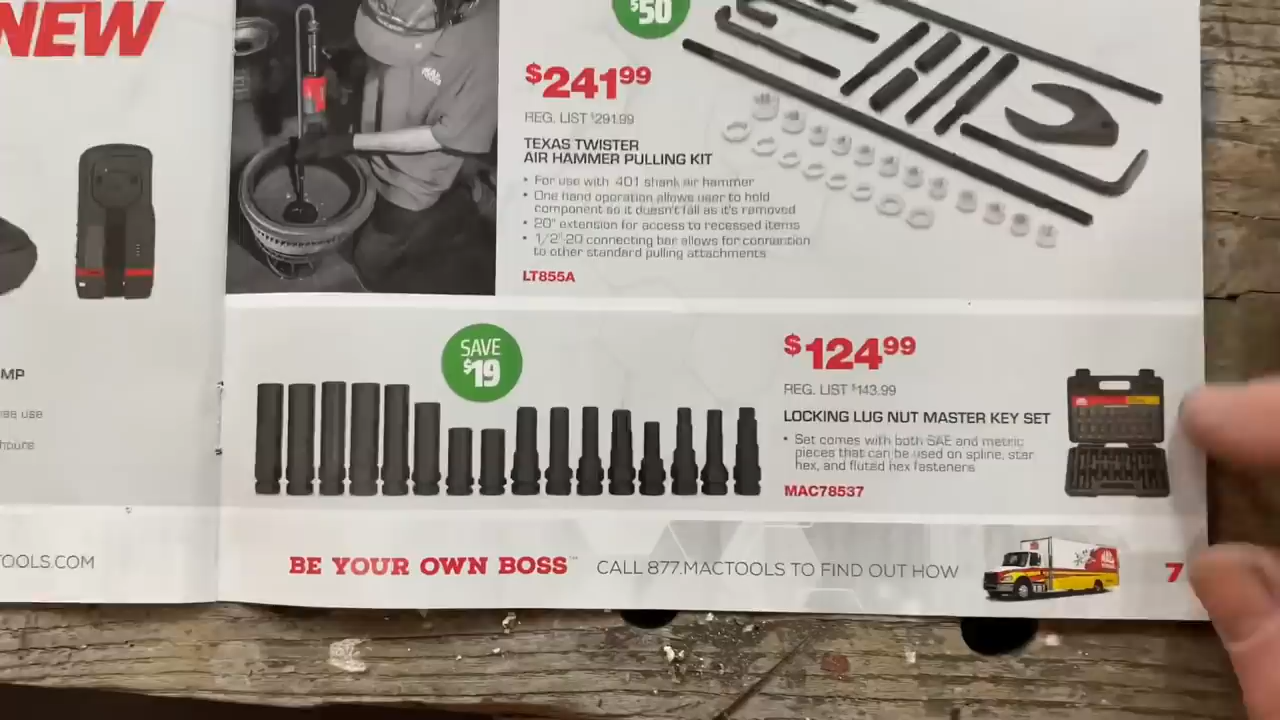 NEW
MP
hours
OOLS.COM
$50
$241.99
REG. LIST $291.99
TEXAS TWISTER
AIR HAMMER PULLING KIT
• For use with .401 shank air hammer
• One hand operation allows user to hold
component so it doesn't fall as it's removed
• 20" extension for access to recessed items
• 1/2"-20 connecting bar allows for connection
to other standard pulling attachments
LT855A
SAVE
$19
$124.99
REG. LIST $143.99
LOCKING LUG NUT MASTER KEY SET
• Set comes with both SAE and metric
pieces that can be used on spline, star
hex, and fluted hex fasteners
MAC78537
BE YOUR OWN BOSS™ CALL 877.MACTOOLS TO FIND OUT HOW
7